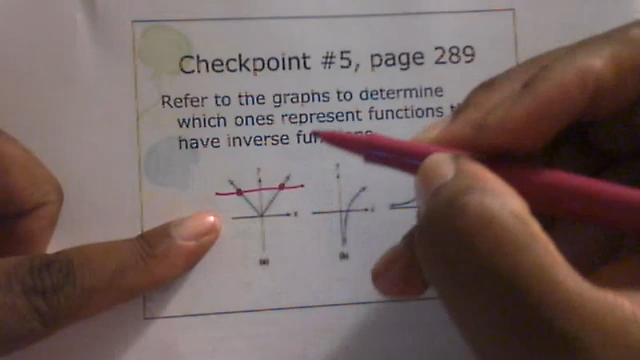 Checkpoint #5, page 289
Refer to the graphs to determine
which ones represent functions
have inverse
y y
x x
(a) (b)